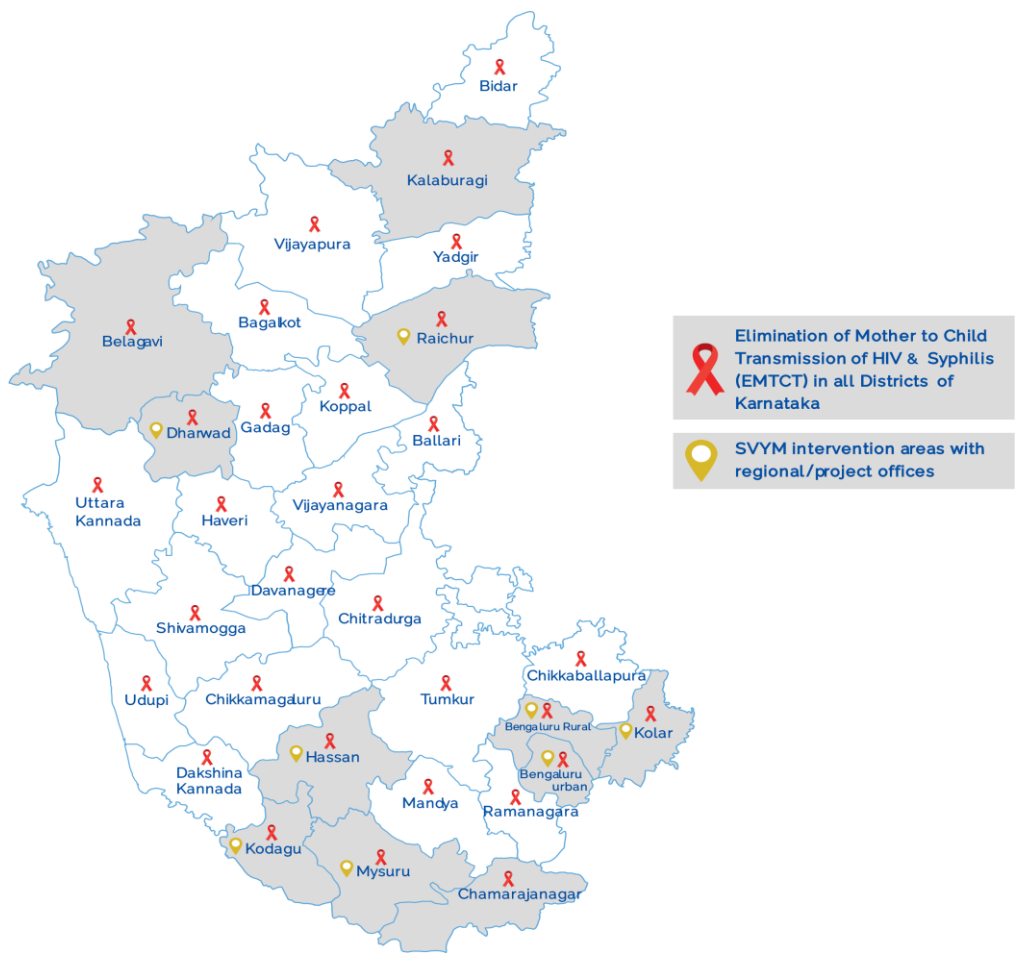 Bidar
Kalaburagi
Vijayapura
Yadgir
Bagalkot
Raichur
Belagavi
Koppal
Dharwad
Gadag
Ballari
Uttara
Kannada
Haveri
Vijayanagara
Davanagere
Chitradurga
Shivamogga
Chikkaballapura
Udupi
Chikkamagaluru
Tumkur
Bengaluru Rural
Kolar
Hassan
Dakshina
Kannada
Bengaluru
urban
Mandya
Ramanagara
Kodagu
Mysuru
Chamarajanagar
Elimination of Mother to Child
Transmission of HIV & Syphilis
(EMTCT) in all Districts of
Karnataka
SVYM intervention areas with
regional/project offices